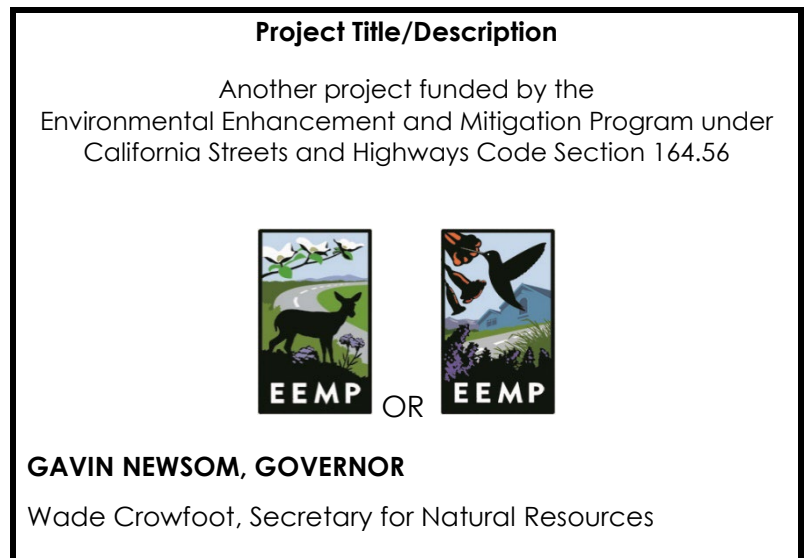 Project Title/Description
Another project funded by the
Environmental Enhancement and Mitigation Program under
California Streets and Highways Code Section 164.56
EEMP OR EEMP
GAVIN NEWSOM, GOVERNOR
Wade Crowfoot, Secretary for Natural Resources